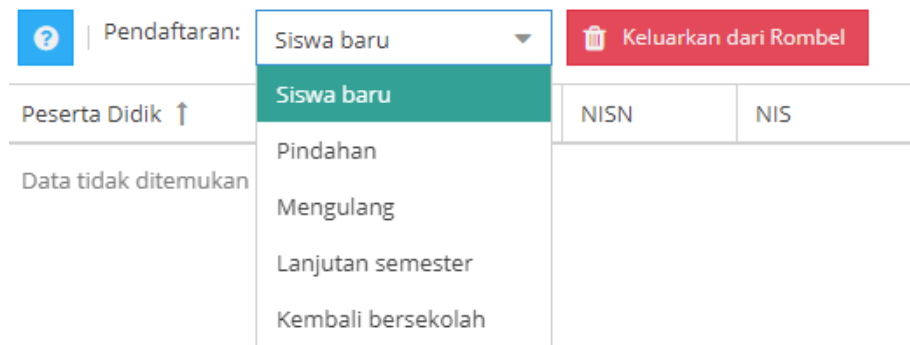 Pendaftaran: Siswa baru Keluarkan dari Rombel
Peserta Didik ↑ Siswa baru NISN NIS
Data tidak ditemukan Pindahan
Mengulang
Lanjutan semester
Kembali bersekolah